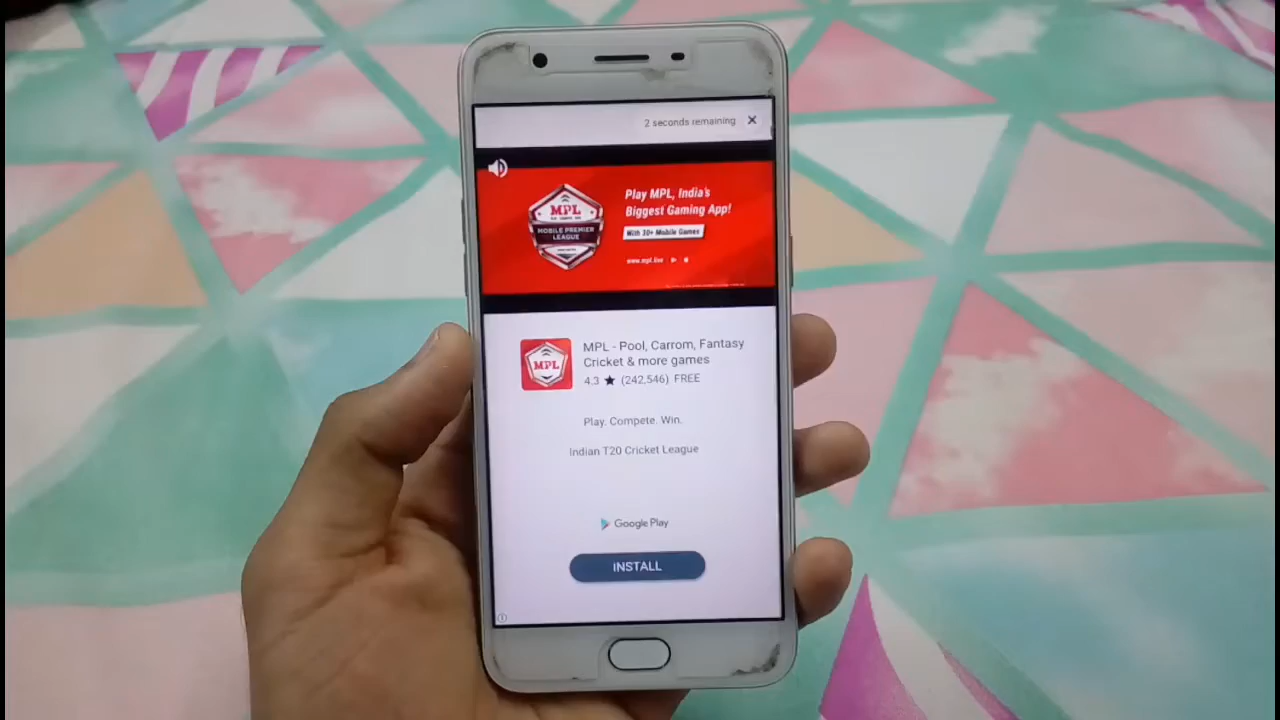 2 seconds remaining
Play MPL, India's
Biggest Gaming App!
With 30+ Mobile Games
www.mpl.live
MPL
MOBILE PREMIER
LEAGUE
MPL
MPL - Pool, Carrom, Fantasy
Cricket & more games
4.3 ★ (242,546) FREE
Play. Compete. Win.
Indian T20 Cricket League
Google Play
INSTALL